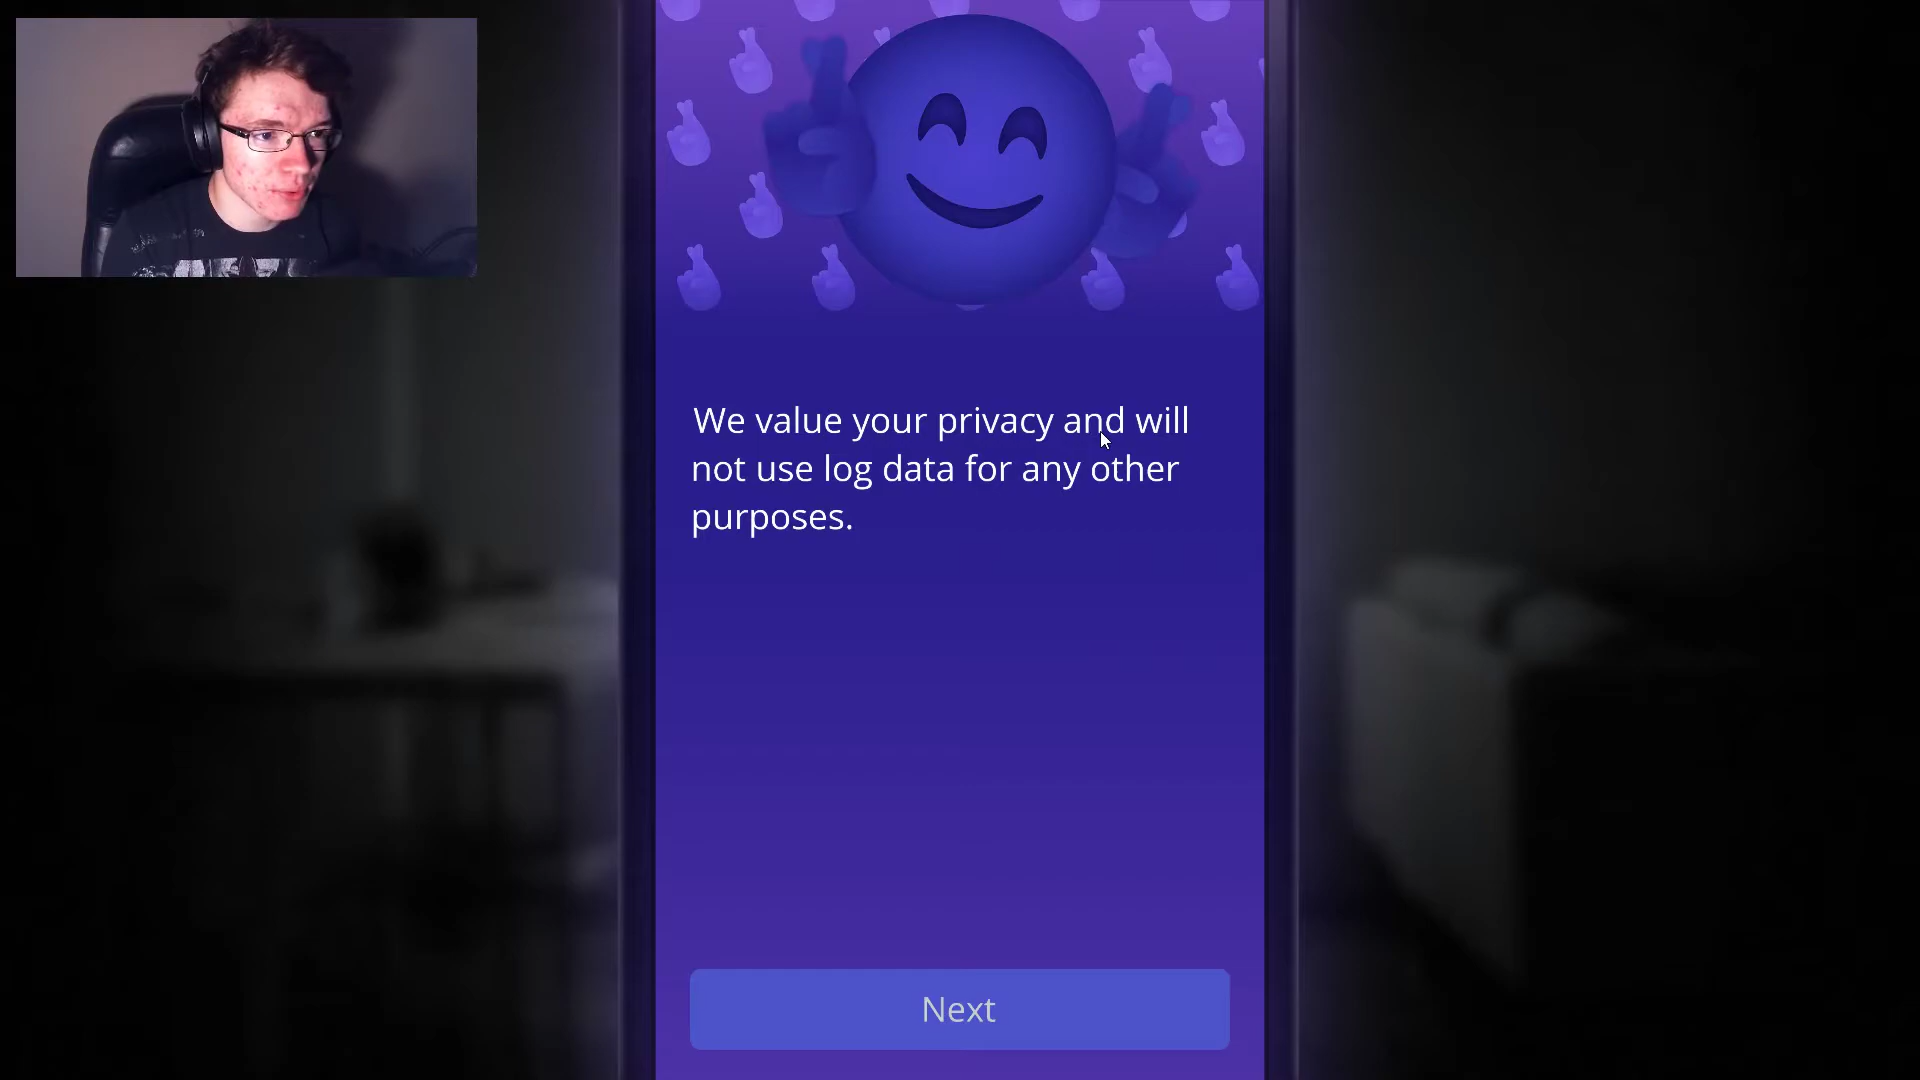 We value your privacy and will
not use log data for any other
purposes.
Next